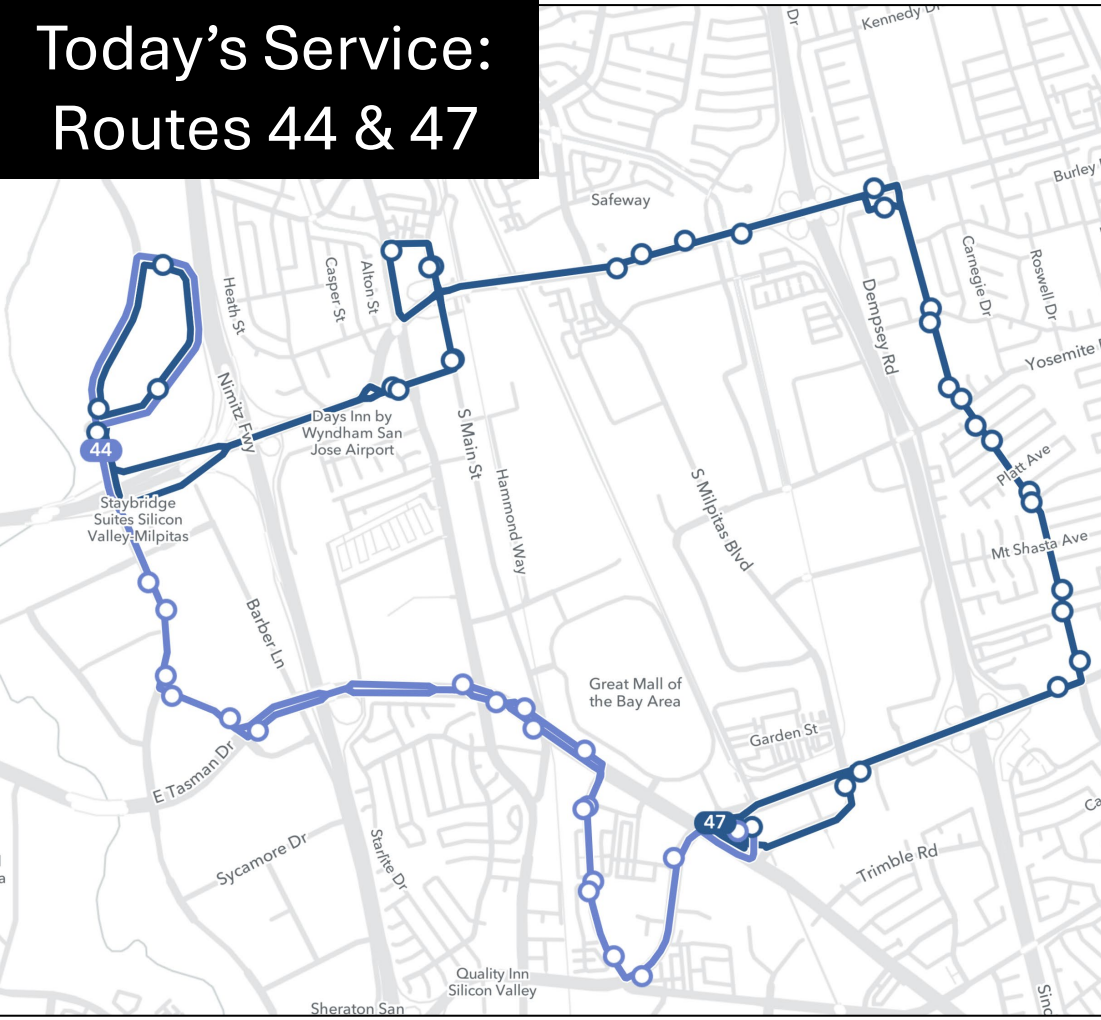 Today's Service:
Routes 44 & 47
Dr
Kennedy Dr
Burley
Safeway
Heath St
Casper St
Alton St
Carnegie Dr
Roswell Dr
Dempsey Rd
Yosemite
Nimitz Fwy
Days Inn by
Wyndham San
Jose Airport
S Main St
44
Platt Ave
Hammond Way
S Milpitas Blvd
Staybridge
Suites Silicon
Valley-Milpitas
Mt Shasta Ave
Barber Ln
Great Mall of
the Bay Area
Garden St
E Tasman Dr
47
Ca
Sycamore Dr
Starlite Dr
Trimble Rd
a
Quality Inn
Silicon Valley
Sheraton San
Sinc